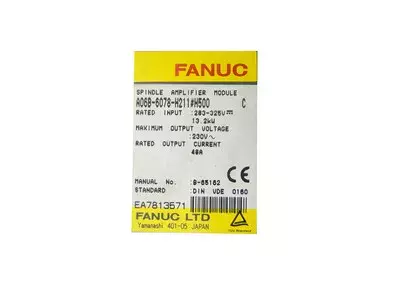 FANUC
SPINDLE AMPLIFIER MODULE
A06B-6078-H211#H500 C
RATED INPUT :283-325V⎓
13.2kW
MAXIMUM OUTPUT VOLTAGE
:230V~
RATED OUTPUT CURRENT
48A
MANUAL No. :B-65162
STANDARD :DIN VDE 0160
EA7813571
FANUC LTD
Yamanashi 401-05 JAPAN